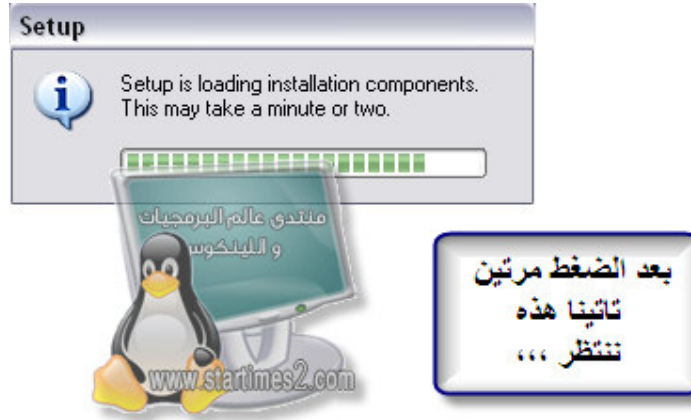 Setup
Setup is loading installation components.
This may take a minute or two.
منتدى عالم البرمجيات
و اللينكوس
www.startimes2.com
بعد الضغط مرتين
تاتينا هذه
ننتظر ،،،